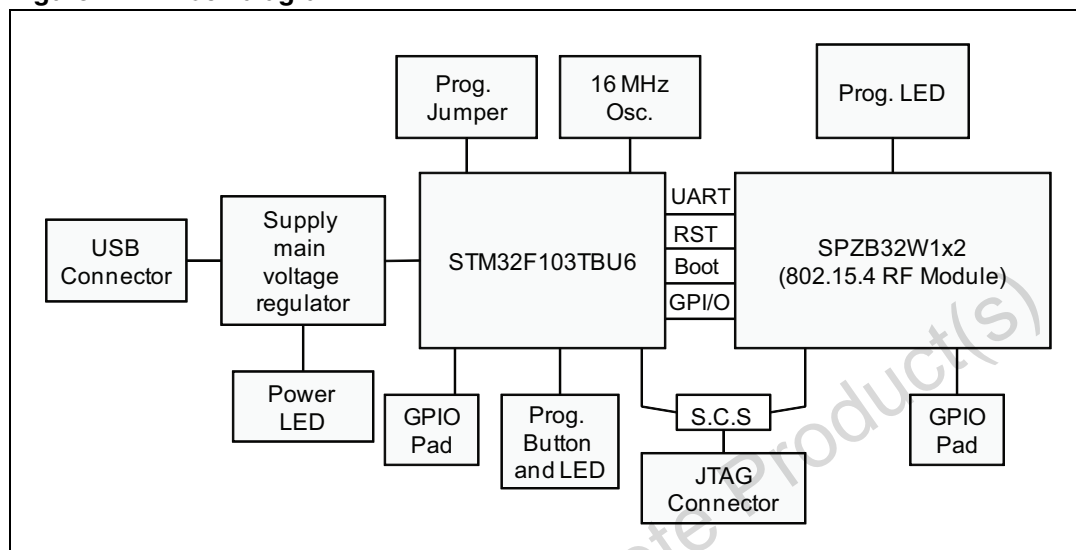 Prog.
Jumper
16 MHz
Osc.
Prog. LED
USB
Connector
Supply
main
voltage
regulator
STM32F103TBU6
UART
RST
Boot
GPI/O
SPZB32W1x2
(802.15.4 RF Module)
Power
LED
GPIO
Pad
Prog.
Button
and LED
S.C.S
JTAG
Connector
GPIO
Pad
Product(s)